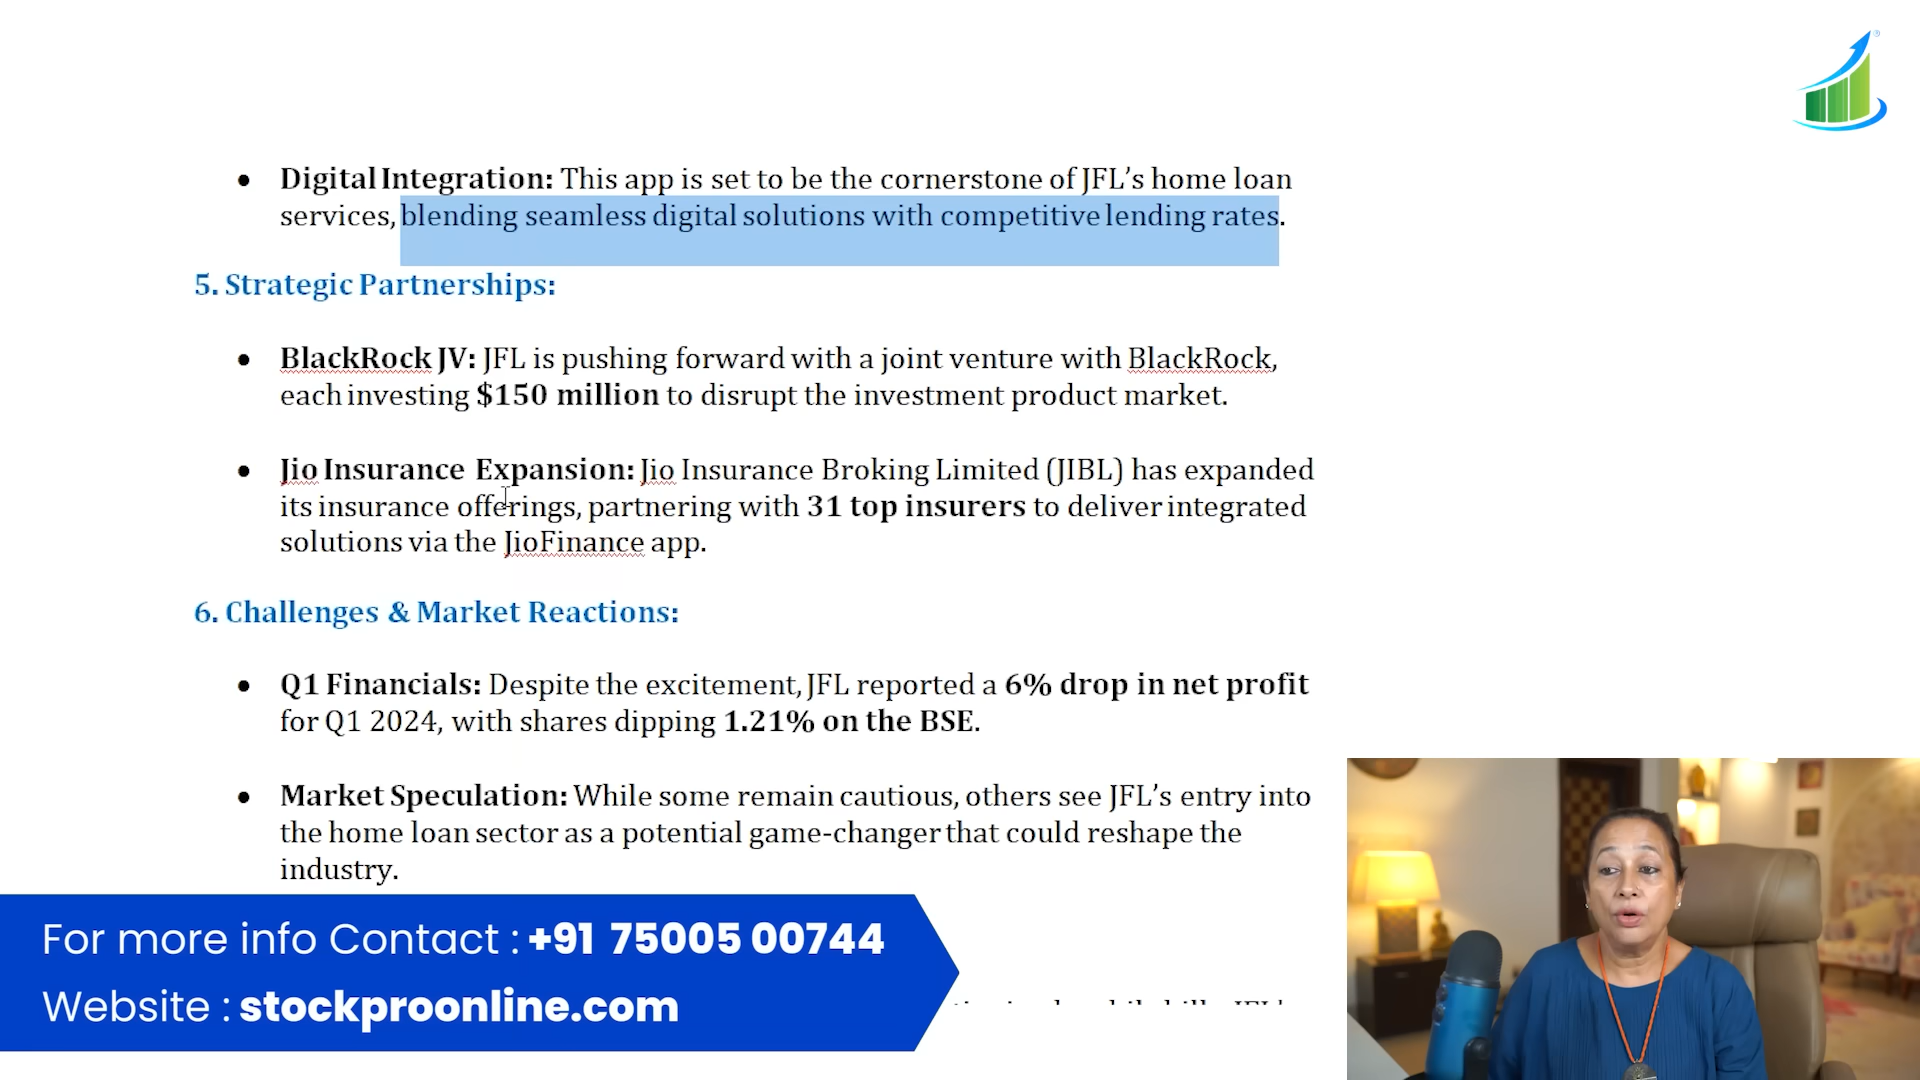 • Digital Integration: This app is set to be the cornerstone of JFL’s home loan
services, blending seamless digital solutions with competitive lending rates.
5. Strategic Partnerships:
• BlackRock JV: JFL is pushing forward with a joint venture with BlackRock,
each investing $150 million to disrupt the investment product market.
• Jio Insurance Expansion: Jio Insurance Broking Limited (JIBL) has expanded
its insurance offerings, partnering with 31 top insurers to deliver integrated
solutions via the JioFinance app.
6. Challenges & Market Reactions:
• Q1 Financials: Despite the excitement, JFL reported a 6% drop in net profit
for Q1 2024, with shares dipping 1.21% on the BSE.
• Market Speculation: While some remain cautious, others see JFL’s entry into
the home loan sector as a potential game-changer that could reshape the
industry.
For more info Contact : +91 75005 00744
Website : stockproonline.com